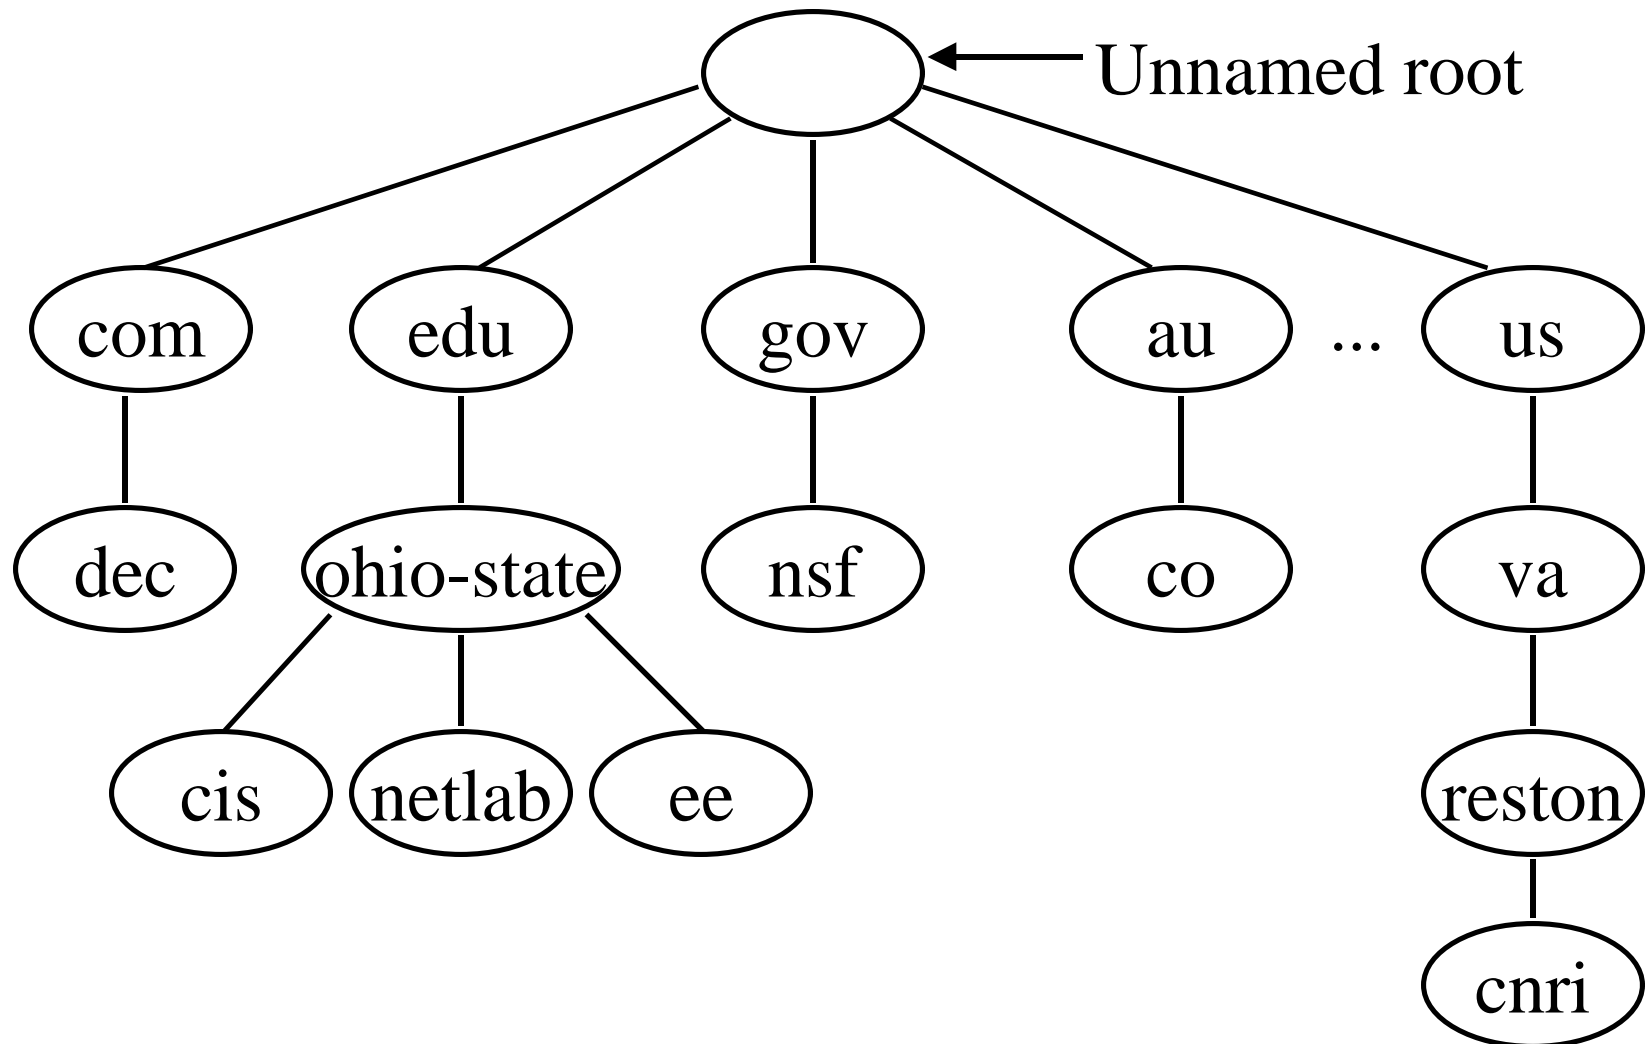 Unnamed root
com edu gov au ... us
dec ohio-state nsf co va
cis netlab ee reston
cnri